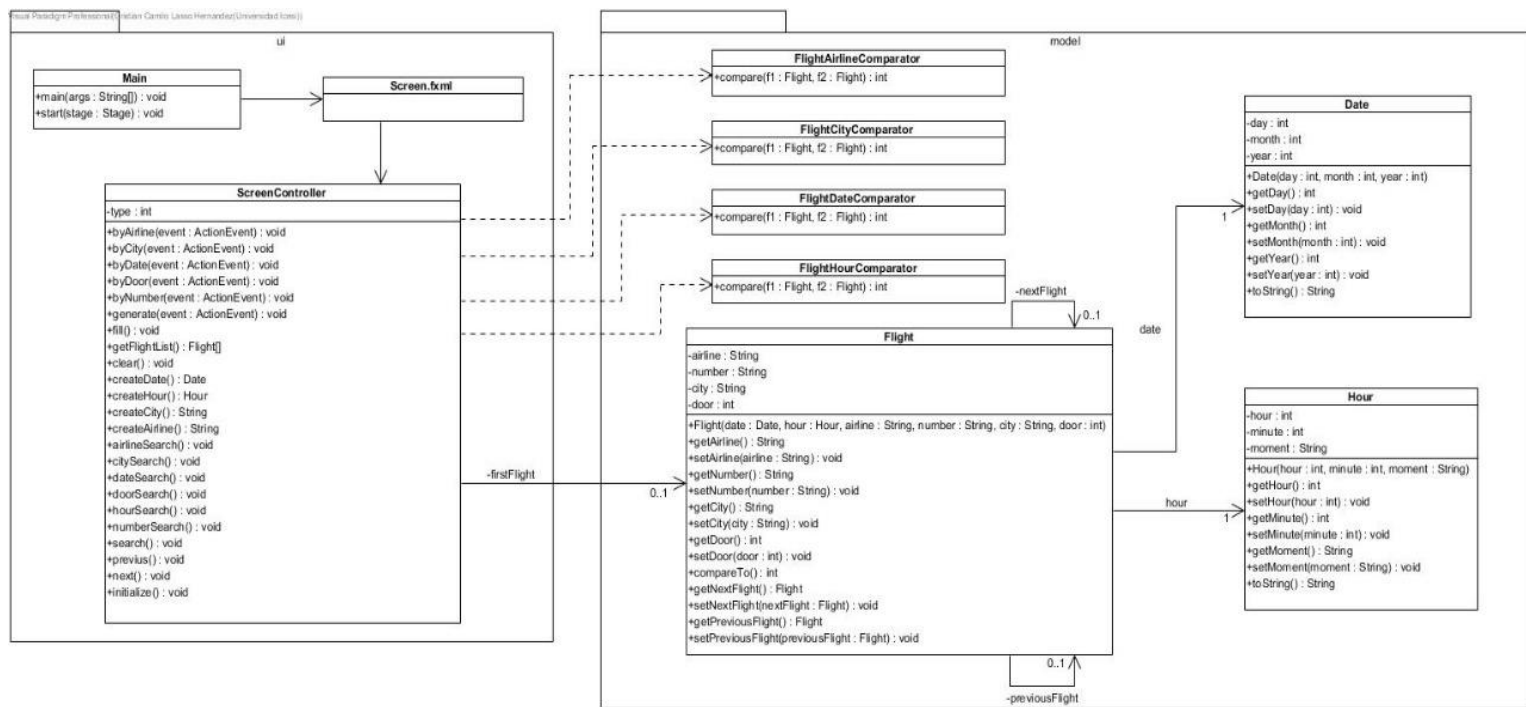 Visual Paradigm Professional(Cristian Camilo Lasso Hernandez(Universidad Icesi))
ui
Main
+main(args : String[]) : void
+start(stage : Stage) : void
Screen.fxml
ScreenController
-type : int
+byAirline(event : ActionEvent) : void
+byCity(event : ActionEvent) : void
+byDate(event : ActionEvent) : void
+byDoor(event : ActionEvent) : void
+byNumber(event : ActionEvent) : void
+generate(event : ActionEvent) : void
+fill() : void
+getFlightList() : Flight[]
+clear() : void
+createDate() : Date
+createHour() : Hour
+createCity() : String
+createAirline() : String
+airlineSearch() : void
+citySearch() : void
+dateSearch() : void
+doorSearch() : void
+hourSearch() : void
+numberSearch() : void
+search() : void
+previus() : void
+next() : void
+initialize() : void
-firstFlight
0..1
model
FlightAirlineComparator
+compare(f1 : Flight, f2 : Flight) : int
FlightCityComparator
+compare(f1 : Flight, f2 : Flight) : int
FlightDateComparator
+compare(f1 : Flight, f2 : Flight) : int
FlightHourComparator
+compare(f1 : Flight, f2 : Flight) : int
-nextFlight
0..1
Flight
-airline : String
-number : String
-city : String
-door : int
+Flight(date : Date, hour : Hour, airline : String, number : String, city : String, door : int)
+getAirline() : String
+setAirline(airline : String) : void
+getNumber() : String
+setNumber(number : String) : void
+getCity() : String
+setCity(city : String) : void
+getDoor() : int
+setDoor(door : int) : void
+compareTo() : int
+getNextFlight() : Flight
+setNextFlight(nextFlight : Flight) : void
+getPreviousFlight() : Flight
+setPreviousFlight(previousFlight : Flight) : void
0..1
-previousFlight
date
1
Date
-day : int
-month : int
-year : int
+Date(day : int, month : int, year : int)
+getDay() : int
+setDay(day : int) : void
+getMonth() : int
+setMonth(month : int) : void
+getYear() : int
+setYear(year : int) : void
+toString() : String
hour
1
Hour
-hour : int
-minute : int
-moment : String
+Hour(hour : int, minute : int, moment : String)
+getHour() : int
+setHour(hour : int) : void
+getMinute() : int
+setMinute(minute : int) : void
+getMoment() : String
+setMoment(moment : String) : void
+toString() : String